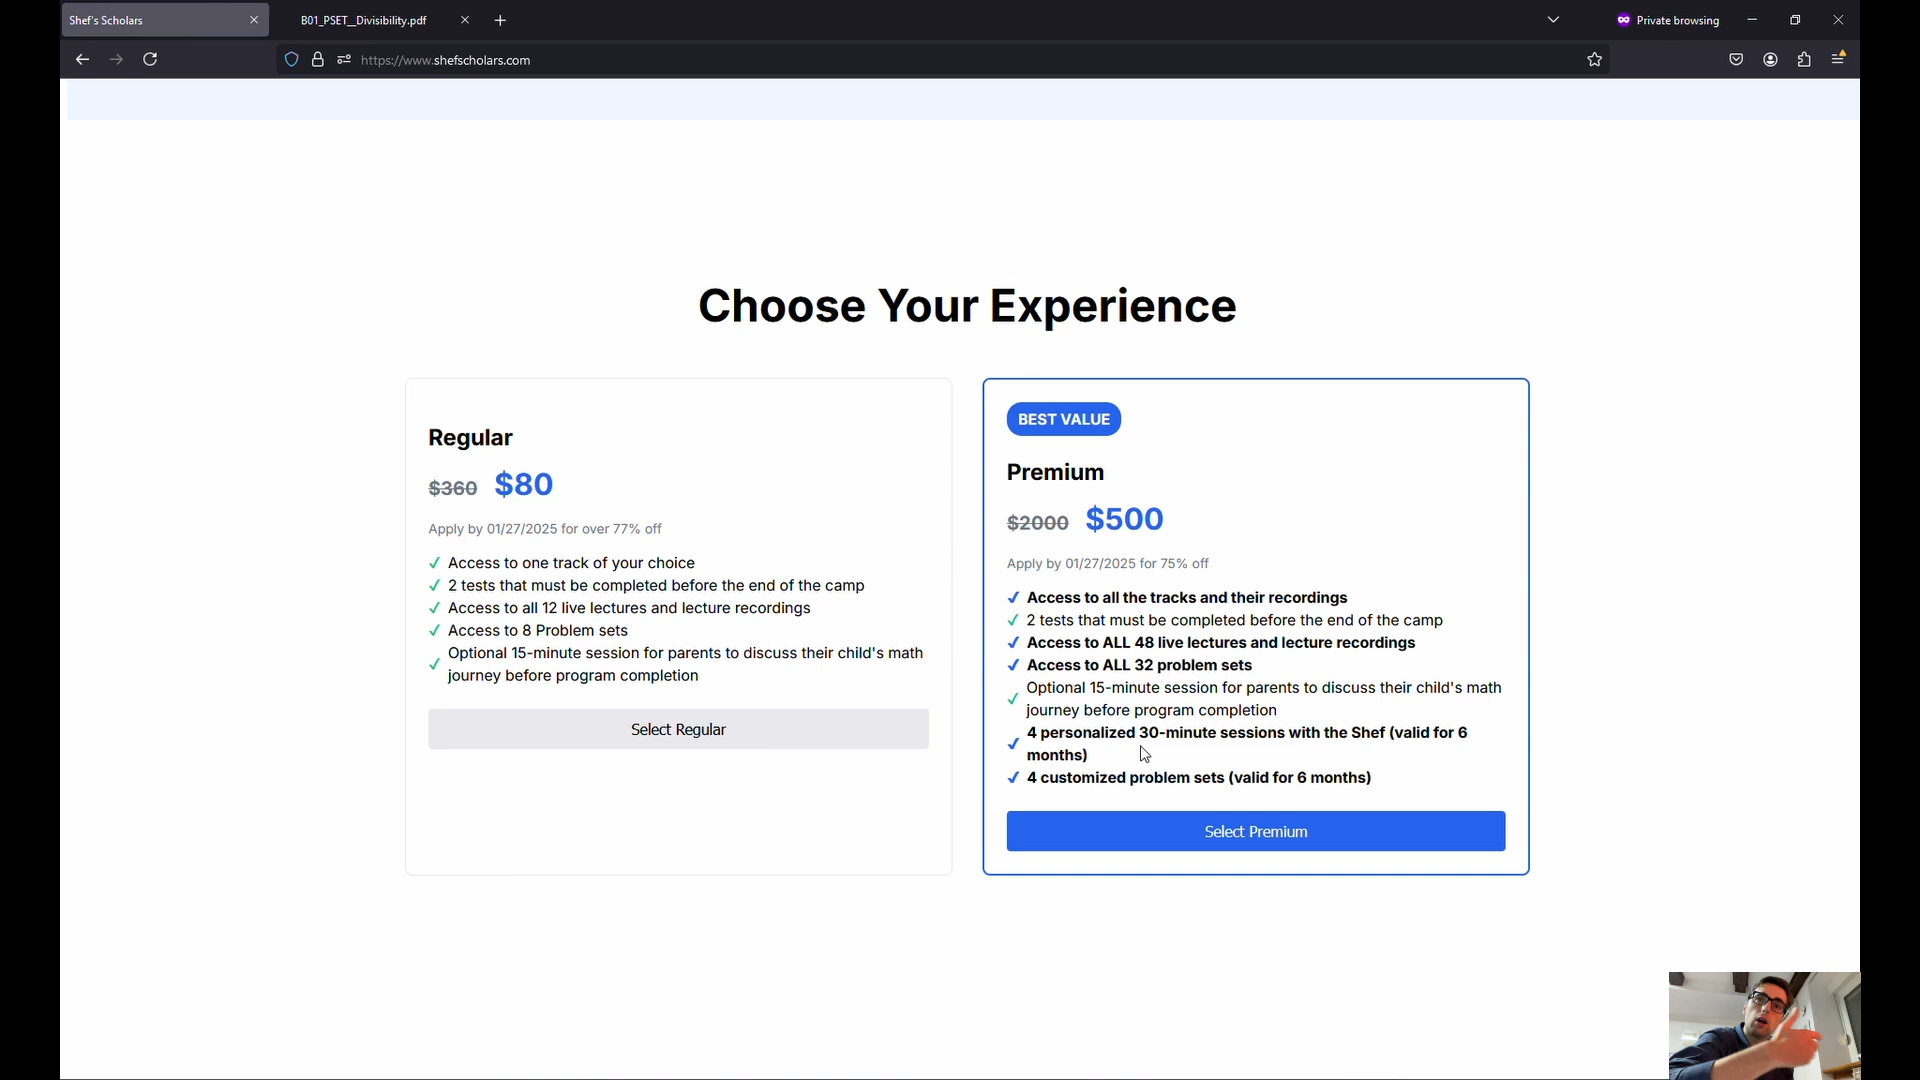 Shef's Scholars
B01_PSET__Divisibility.pdf
Private browsing
https://www.shefscholars.com
Choose Your Experience
Regular
$360 $80
Apply by 01/27/2025 for over 77% off
✓ Access to one track of your choice
✓ 2 tests that must be completed before the end of the camp
✓ Access to all 12 live lectures and lecture recordings
✓ Access to 8 Problem sets
✓ Optional 15-minute session for parents to discuss their child's math
journey before program completion
Select Regular
BEST VALUE
Premium
$2000 $500
Apply by 01/27/2025 for 75% off
✓ Access to all the tracks and their recordings
✓ 2 tests that must be completed before the end of the camp
✓ Access to ALL 48 live lectures and lecture recordings
✓ Access to ALL 32 problem sets
✓ Optional 15-minute session for parents to discuss their child's math
journey before program completion
✓ 4 personalized 30-minute sessions with the Shef (valid for 6
months)
✓ 4 customized problem sets (valid for 6 months)
Select Premium